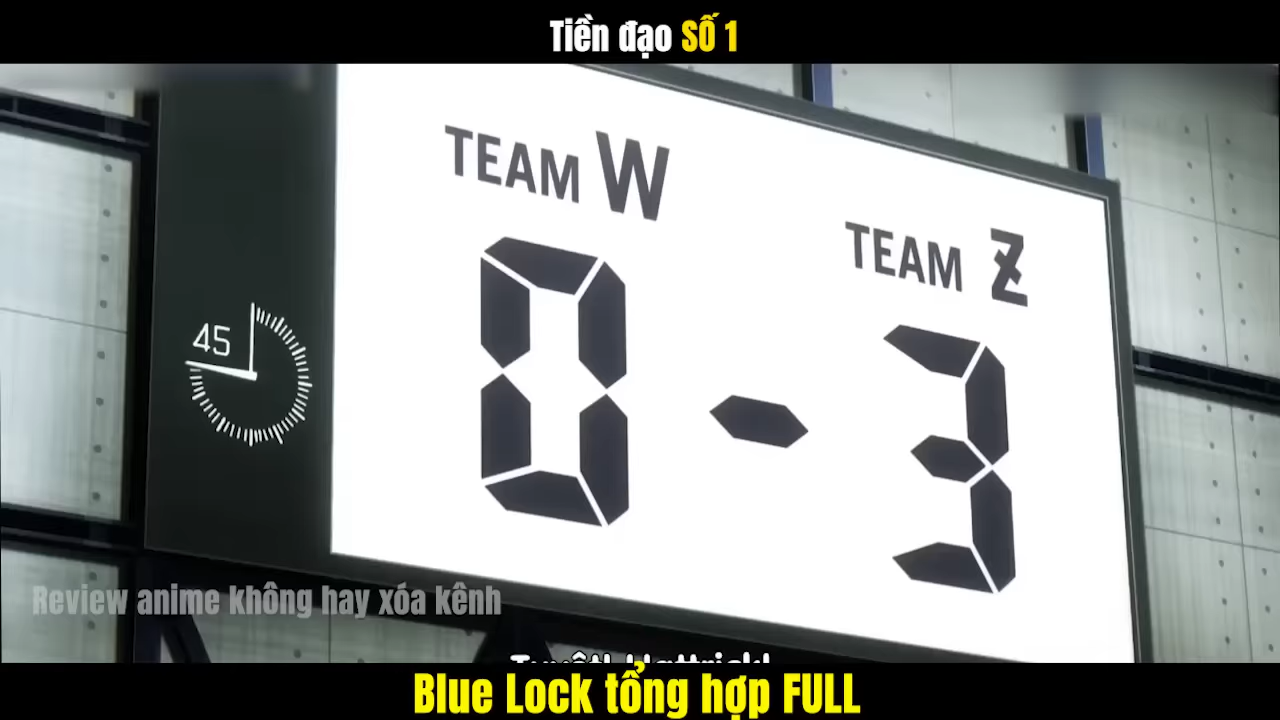 Tiền đạo SỐ 1
TEAM W
TEAM Z
45
0 - 3
Review anime không hay xóa kênh
Blue Lock tổng hợp FULL